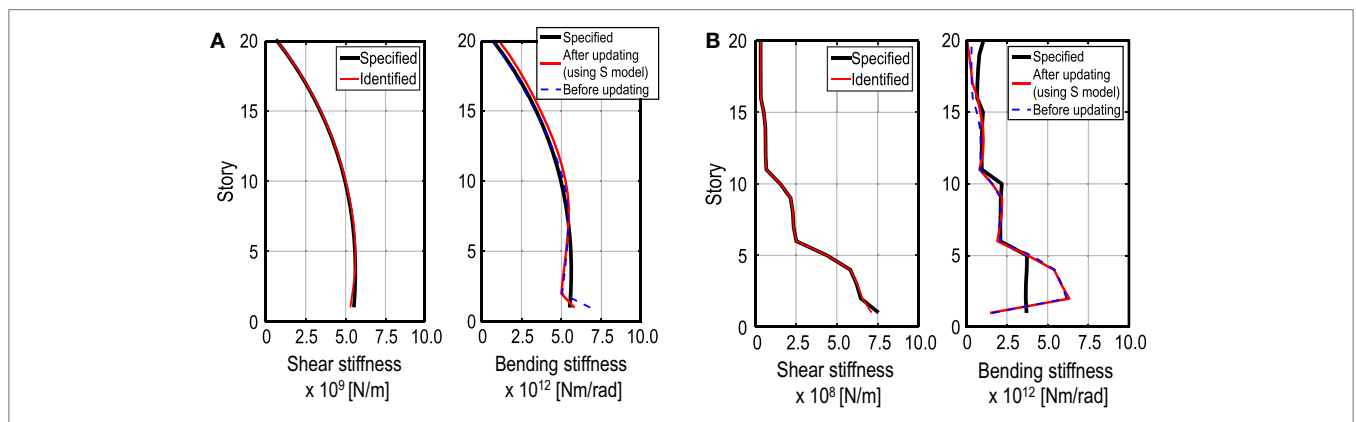 A
20
15
10
5
0
Story
0 2.5 5.0 7.5 10.0
Shear stiffness
x 10⁹ [N/m]
Specified
Identified
20
15
10
5
0
0 2.5 5.0 7.5 10.0
Bending stiffness
x 10¹² [Nm/rad]
Specified
After updating
(using S model)
Before updating
B
20
15
10
5
0
Story
0 2.5 5.0 7.5 10.0
Shear stiffness
x 10⁸ [N/m]
Specified
Identified
20
15
10
5
0
0 2.5 5.0 7.5 10.0
Bending stiffness
x 10¹² [Nm/rad]
Specified
After updating
(using S model)
Before updating